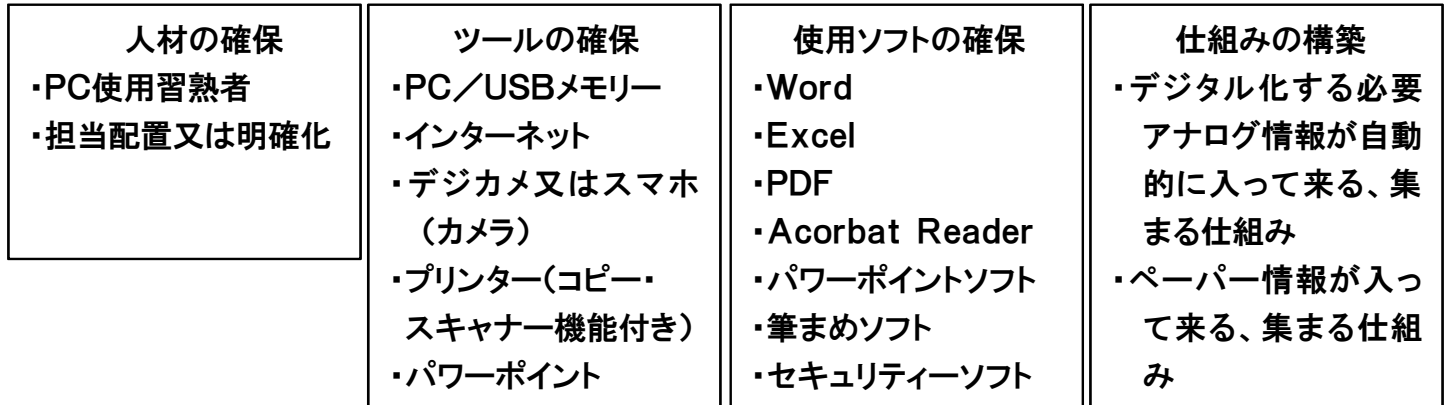 人材の確保
・PC使用習熟者
・担当配置又は明確化
ツールの確保
・PC／USBメモリー
・インターネット
・デジカメ又はスマホ
（カメラ）
・プリンター（コピー・
スキャナー機能付き）
・パワーポイント
使用ソフトの確保
・Word
・Excel
・PDF
・Acorbat Reader
・パワーポイントソフト
・筆まめソフト
・セキュリティーソフト
仕組みの構築
・デジタル化する必要
アナログ情報が自動
的に入って来る、集
まる仕組み
・ペーパー情報が入っ
て来る、集まる仕組
み